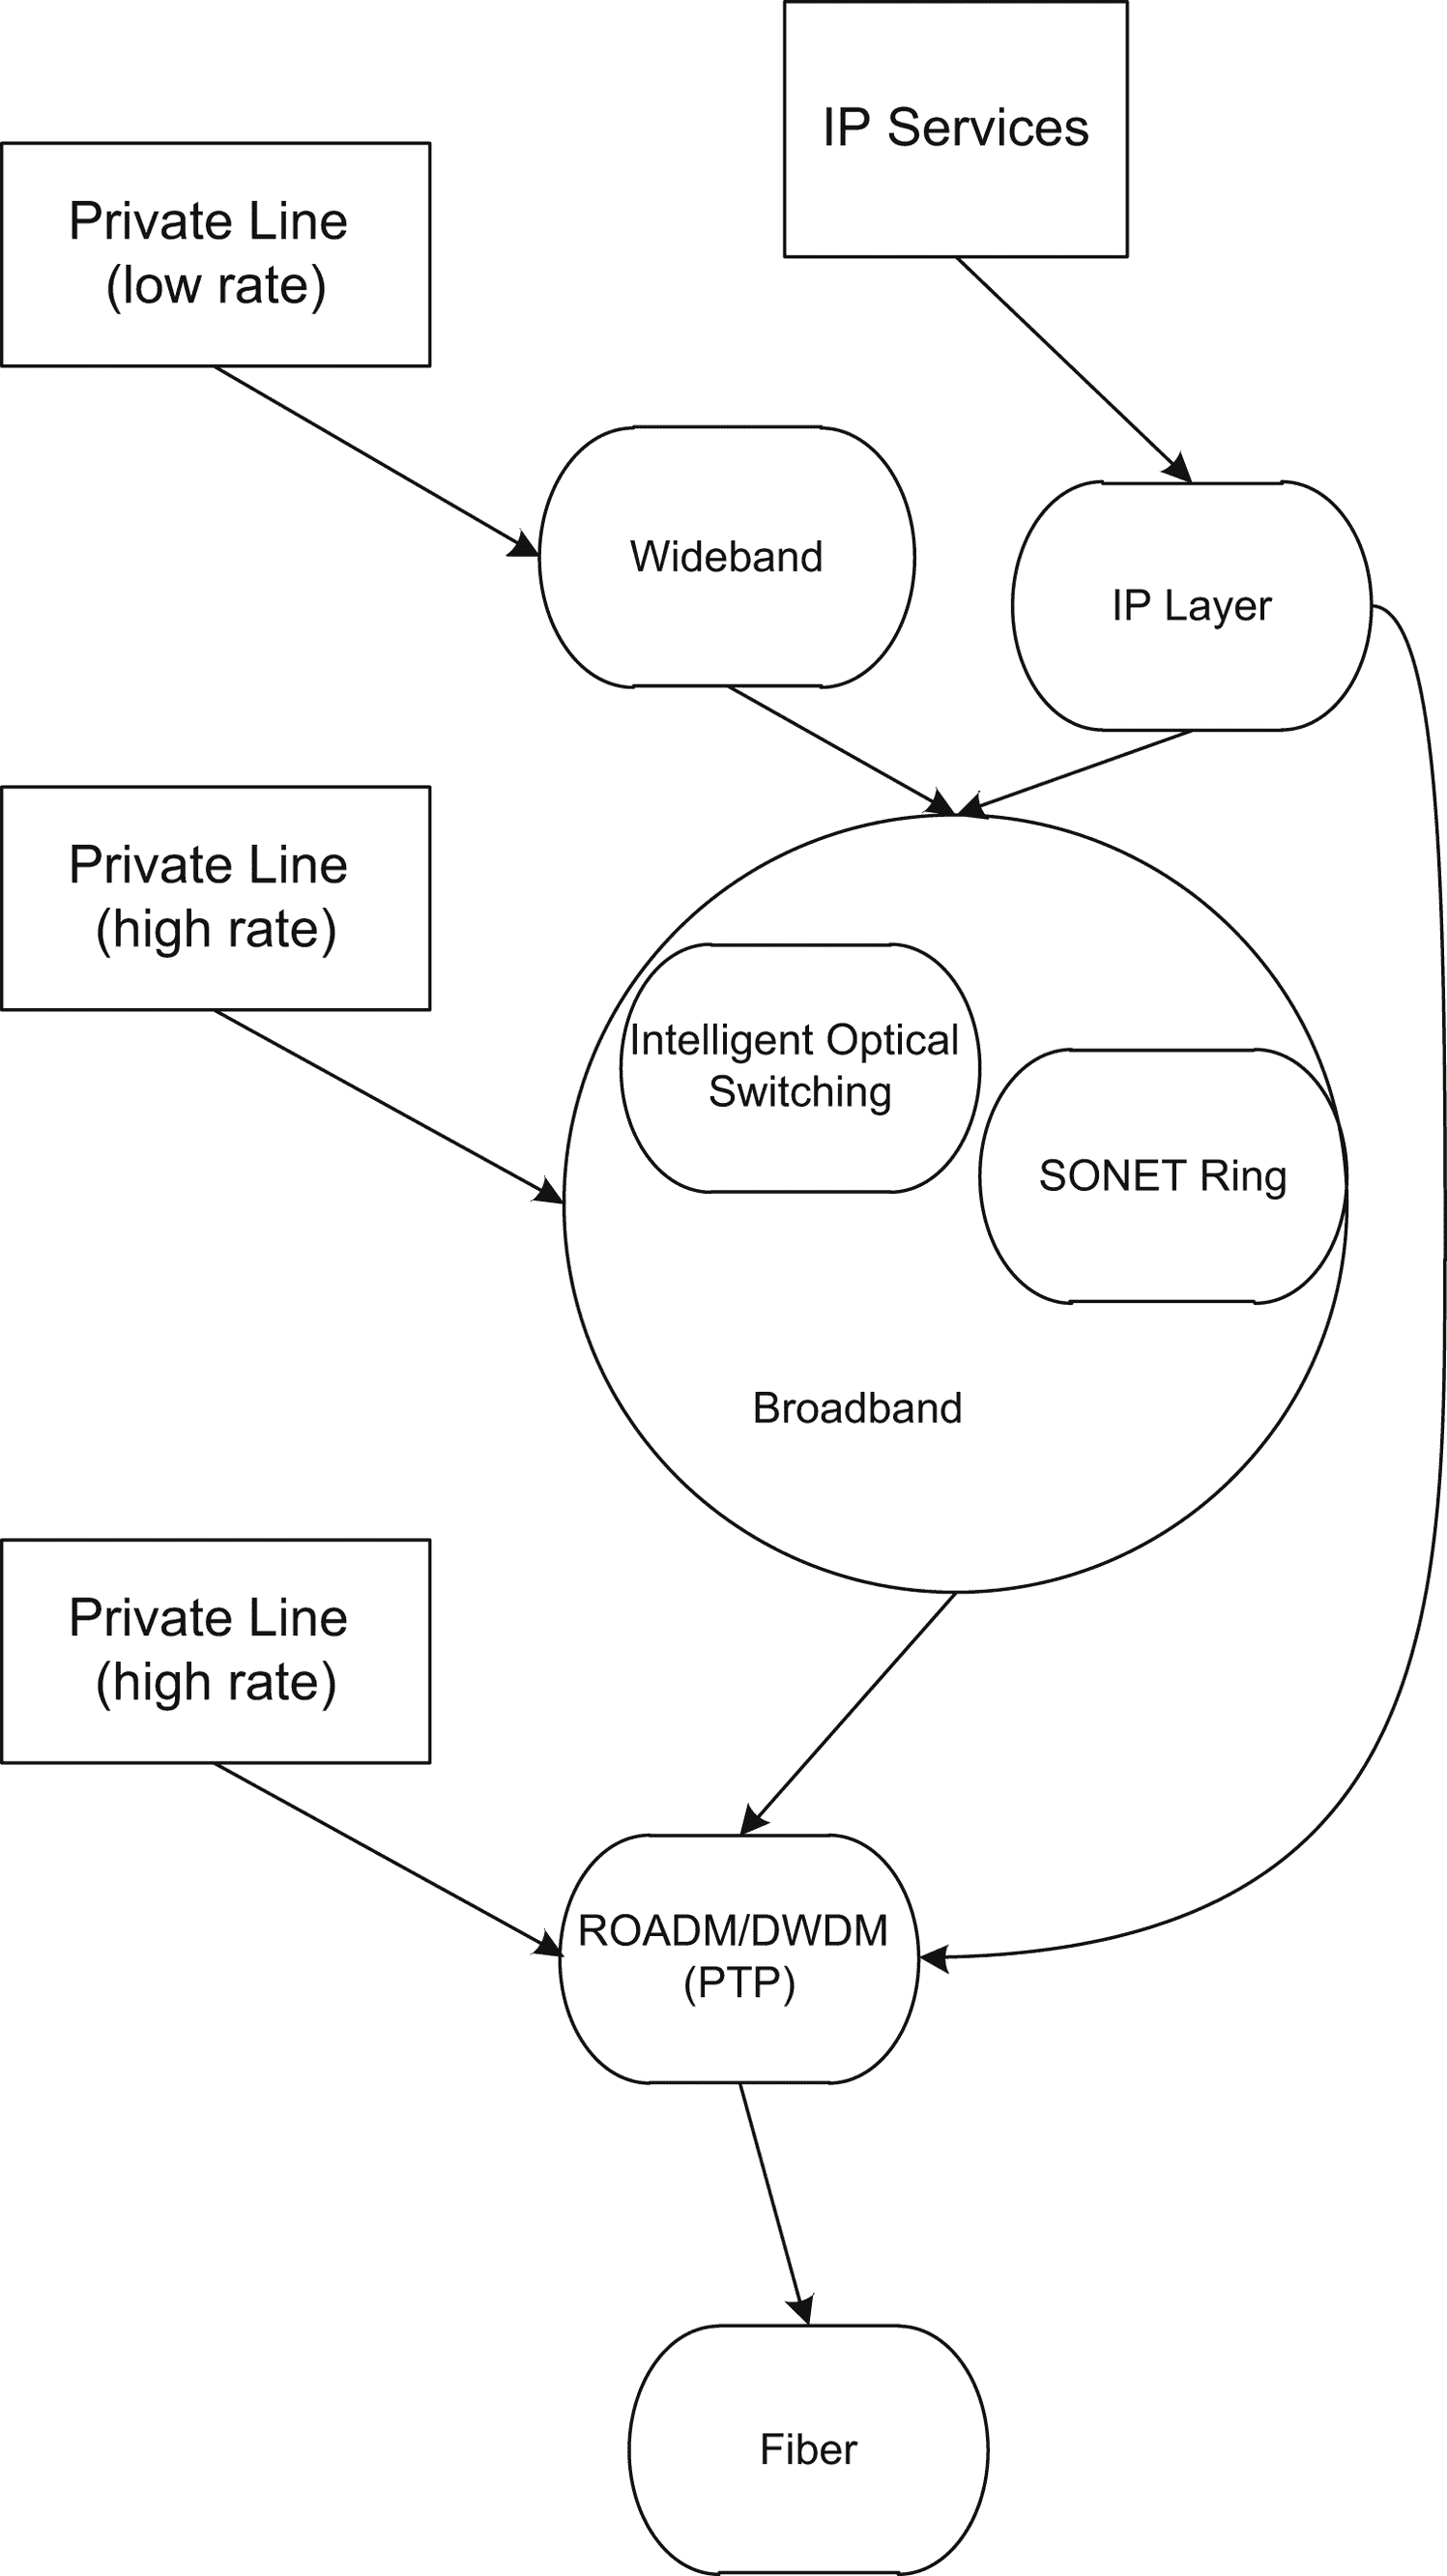 IP Services
Private Line
(low rate)
Wideband
IP Layer
Private Line
(high rate)
Intelligent Optical
Switching
SONET Ring
Broadband
Private Line
(high rate)
ROADM/DWDM
(PTP)
Fiber